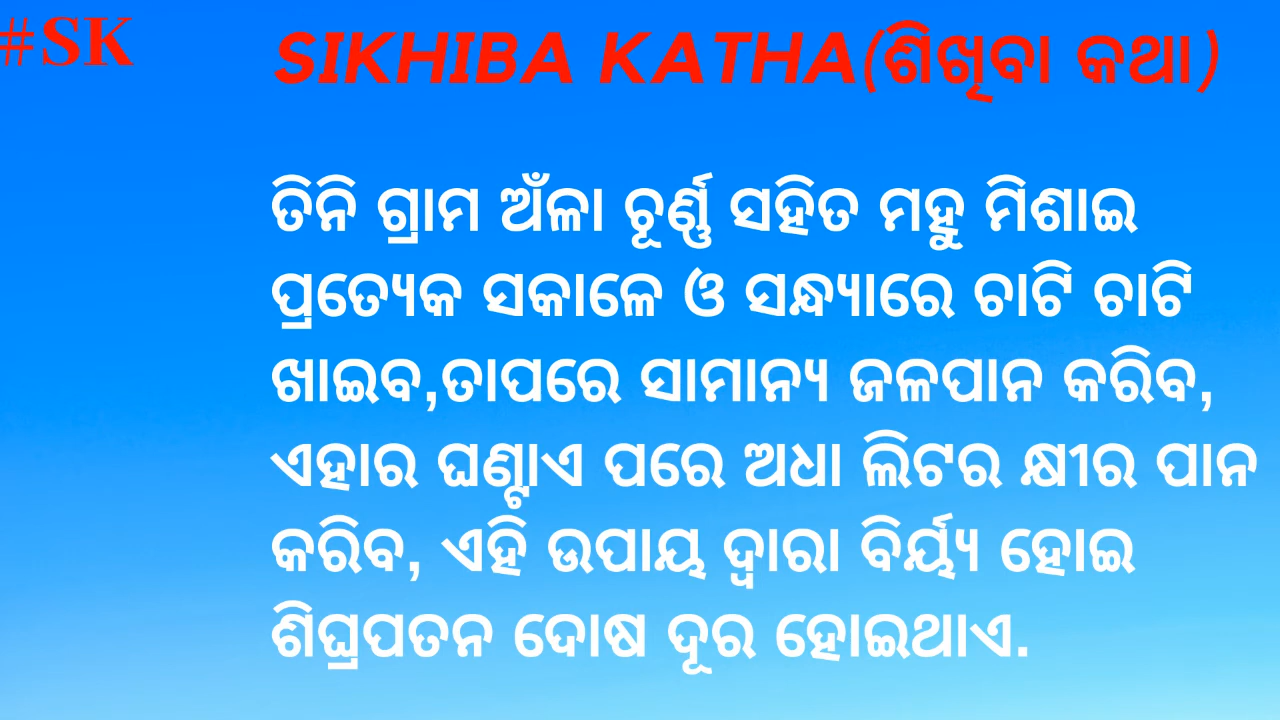 #SK
SIKHIBA KATHA(ଶିଖିବା କଥା)
ତିନି ଗ୍ରାମ ଅଁଳା ଚୂର୍ଣ୍ଣ ସହିତ ମହୁ ମିଶାଇ
ପ୍ରତ୍ୟେକ ସକାଳେ ଓ ସନ୍ଧ୍ୟାରେ ଚାଟି ଚାଟି
ଖାଇବ,ତାପରେ ସାମାନ୍ୟ ଜଳପାନ କରିବ,
ଏହାର ଘଣ୍ଟାଏ ପରେ ଅଧା ଲିଟର କ୍ଷୀର ପାନ
କରିବ, ଏହି ଉପାୟ ଦ୍ୱାରା ବିର୍ଯ୍ୟ ହୋଇ
ଶିଘ୍ରପତନ ଦୋଷ ଦୂର ହୋଇଥାଏ.